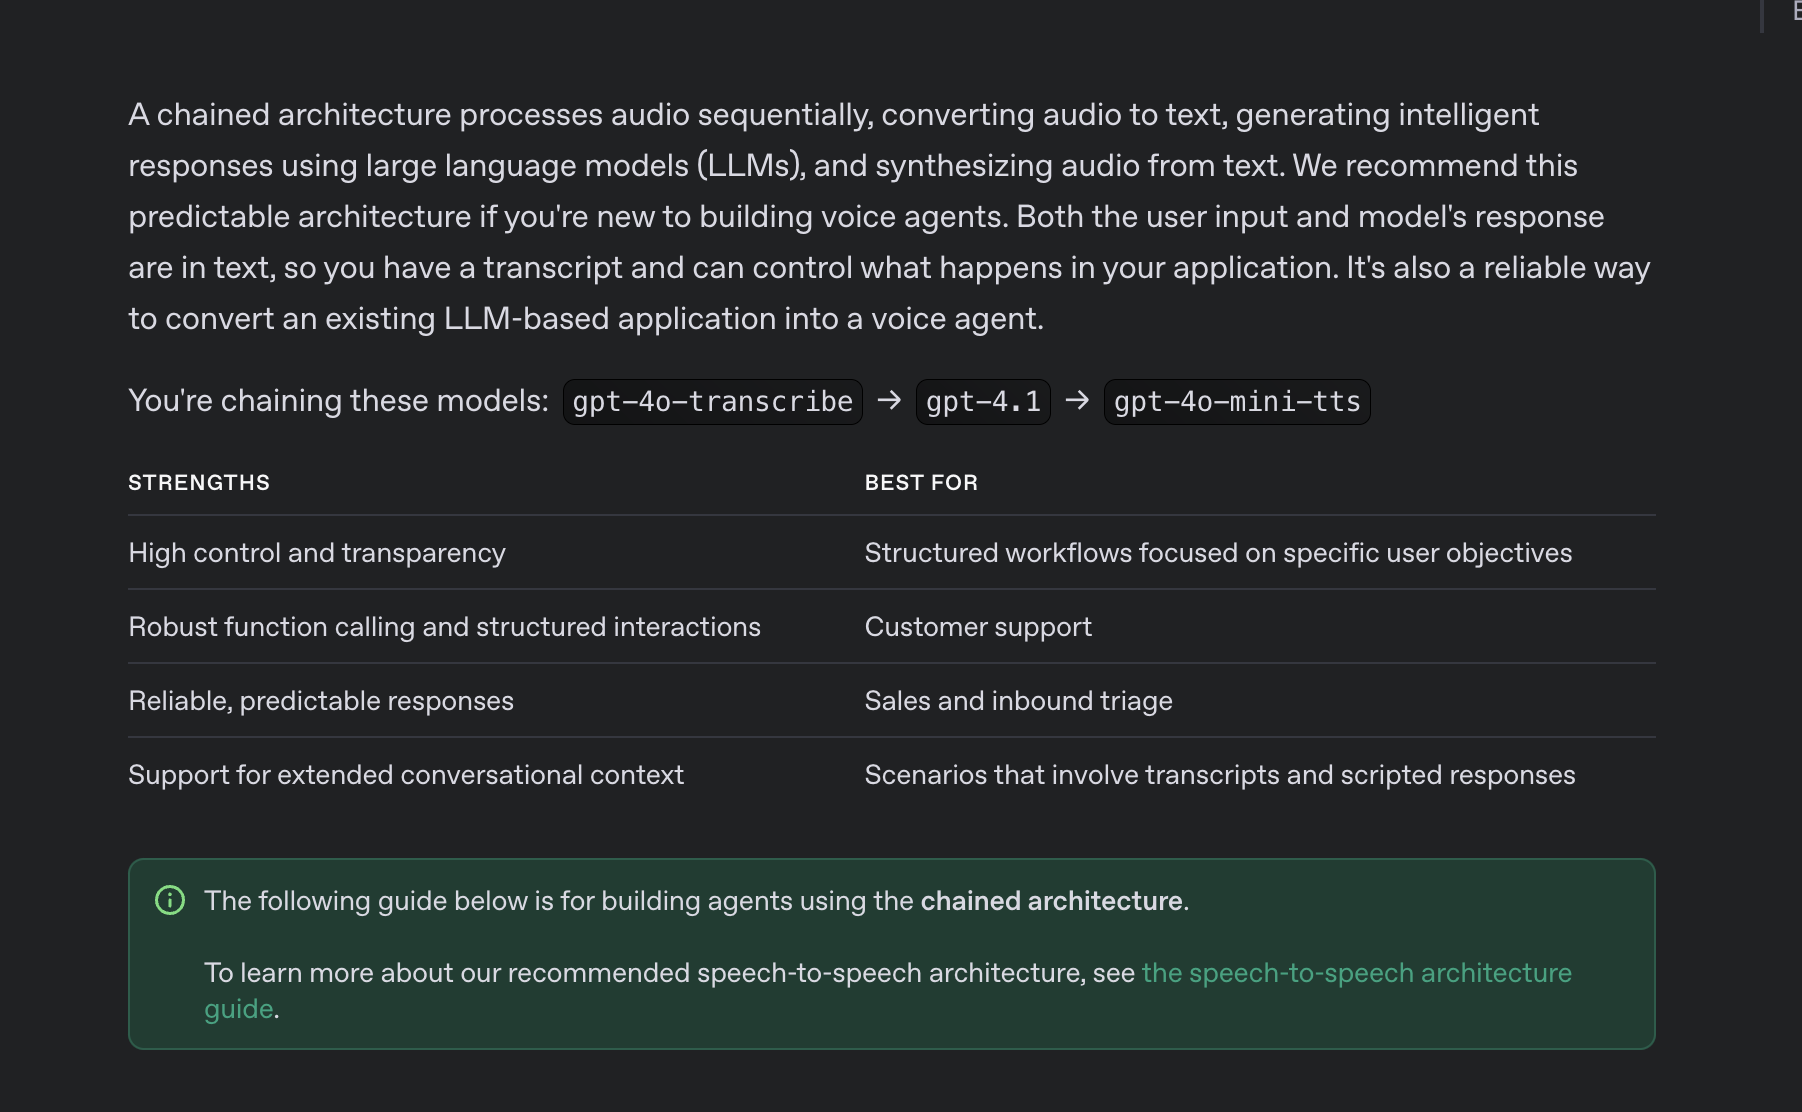 A chained architecture processes audio sequentially, converting audio to text, generating intelligent
responses using large language models (LLMs), and synthesizing audio from text. We recommend this
predictable architecture if you're new to building voice agents. Both the user input and model's response
are in text, so you have a transcript and can control what happens in your application. It's also a reliable way
to convert an existing LLM-based application into a voice agent.
You're chaining these models: gpt-4o-transcribe → gpt-4.1 → gpt-4o-mini-tts
STRENGTHS BEST FOR
High control and transparency Structured workflows focused on specific user objectives
Robust function calling and structured interactions Customer support
Reliable, predictable responses Sales and inbound triage
Support for extended conversational context Scenarios that involve transcripts and scripted responses
The following guide below is for building agents using the chained architecture.
To learn more about our recommended speech-to-speech architecture, see the speech-to-speech architecture
guide.